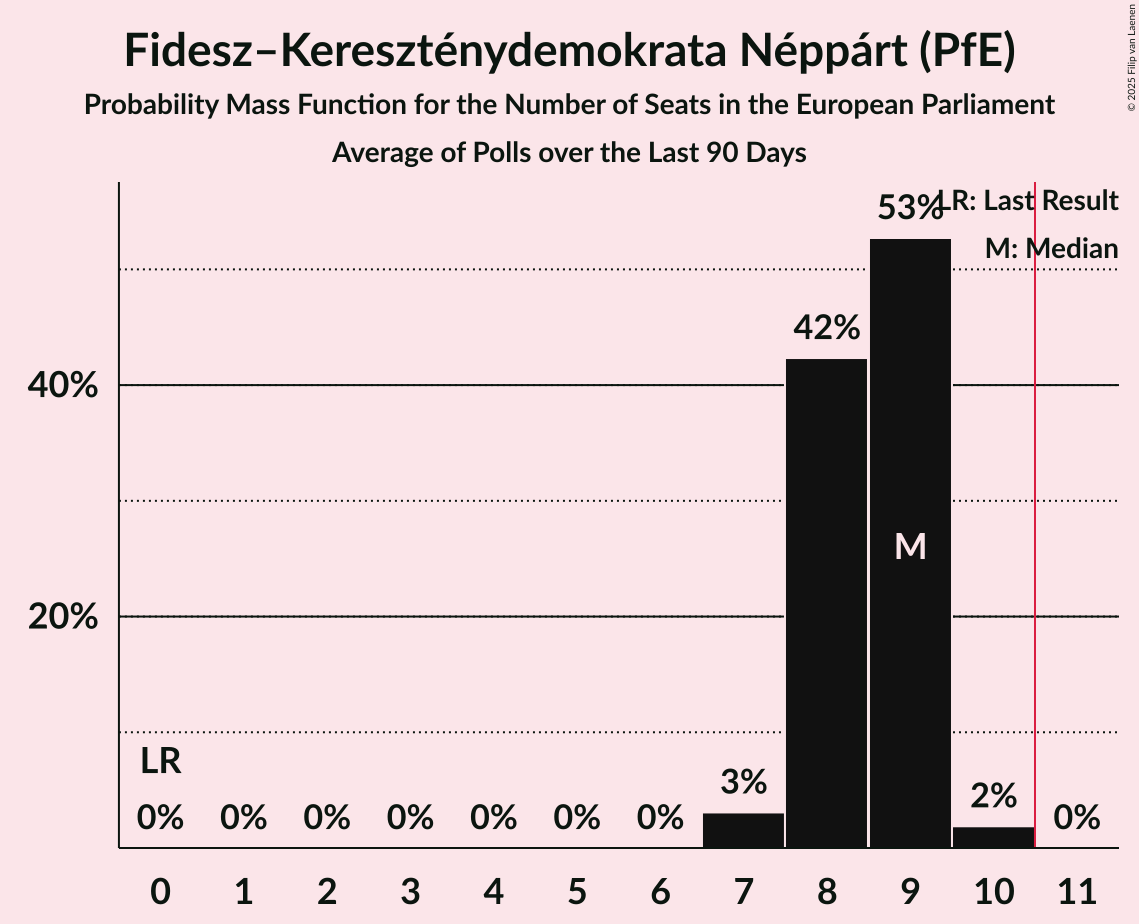 Fidesz–Kereszténydemokrata Néppárt (PfE)
Probability Mass Function for the Number of Seats in the European Parliament
Average of Polls over the Last 90 Days
© 2025 Filip van Laenen
LR: Last Result
M: Median
53%
42%
40%
M
20%
LR
3%
2%
0% 0% 0% 0% 0% 0% 0% 0%
0 1 2 3 4 5 6 7 8 9 10 11